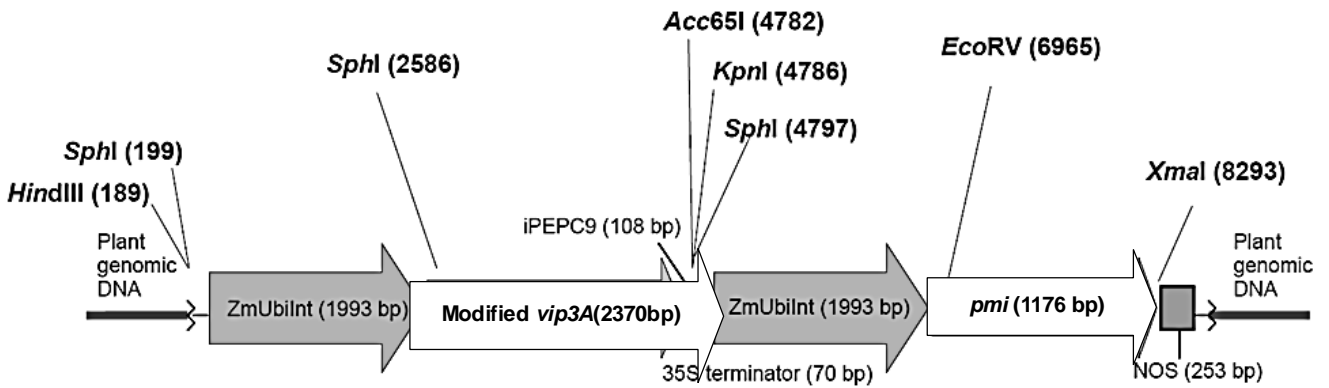 Acc65I (4782)
EcoRV (6965)
SphI (2586)
KpnI (4786)
SphI (4797)
SphI (199)
XmaI (8293)
HindIII (189)
iPEPC9 (108 bp)
Plant
genomic
DNA
Plant
genomic
DNA
ZmUbiInt (1993 bp)
Modified vip3A(2370bp)
ZmUbiInt (1993 bp)
pmi (1176 bp)
35S terminator (70 bp)
NOS (253 bp)